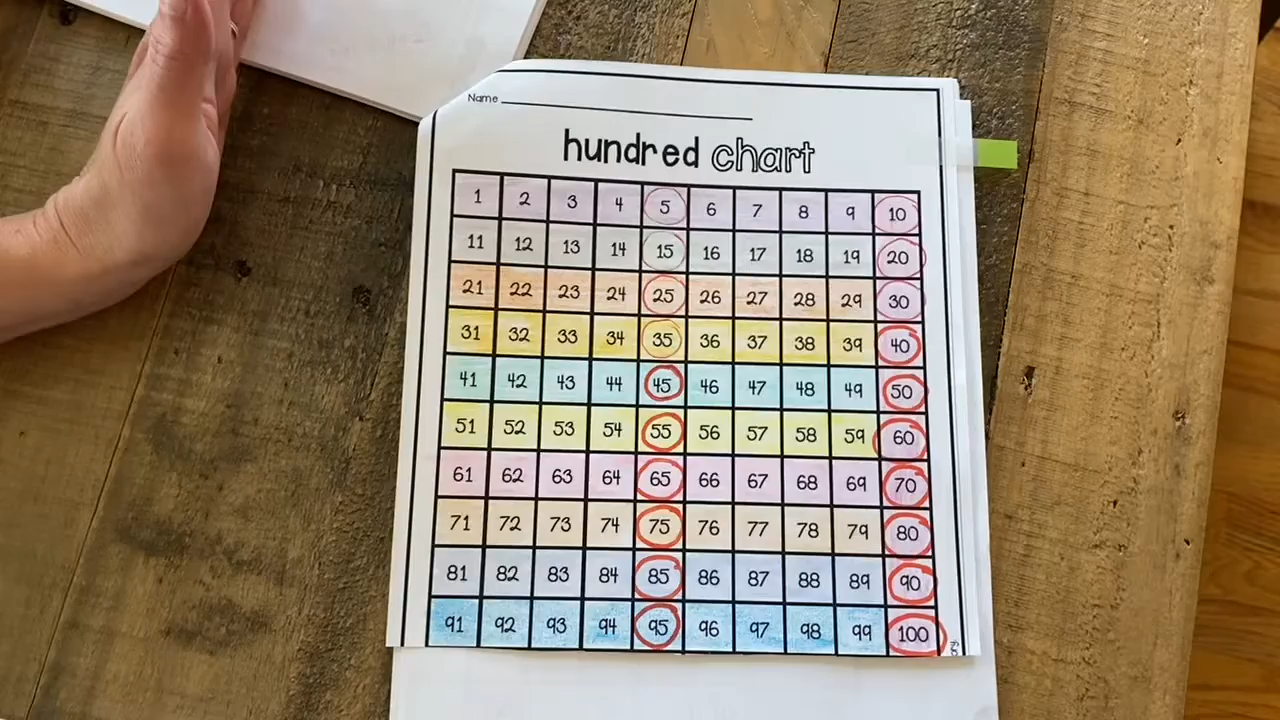 Name
hundred chart
1 2 3 4 5 6 7 8 9 10
11 12 13 14 15 16 17 18 19 20
21 22 23 24 25 26 27 28 29 30
31 32 33 34 35 36 37 38 39 40
41 42 43 44 45 46 47 48 49 50
51 52 53 54 55 56 57 58 59 60
61 62 63 64 65 66 67 68 69 70
71 72 73 74 75 76 77 78 79 80
81 82 83 84 85 86 87 88 89 90
91 92 93 94 95 96 97 98 99 100